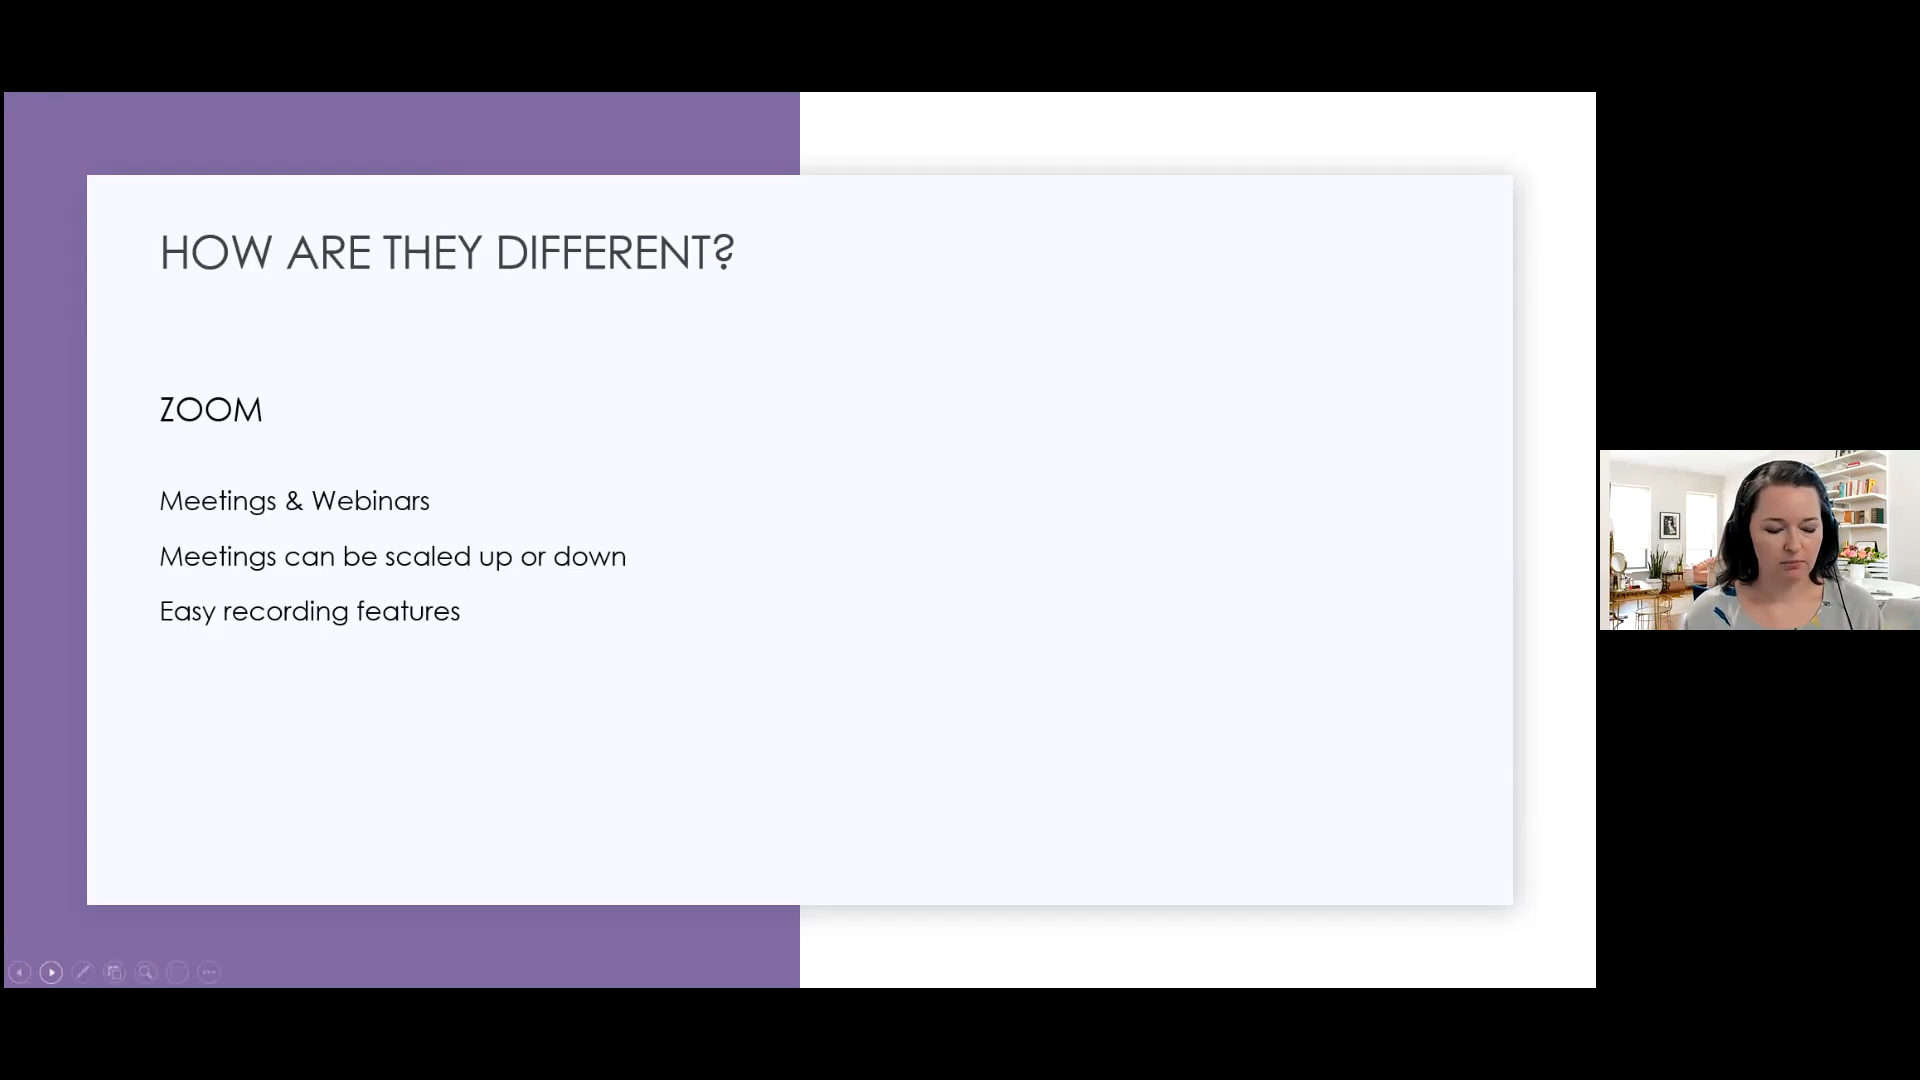 HOW ARE THEY DIFFERENT?
ZOOM
Meetings & Webinars
Meetings can be scaled up or down
Easy recording features